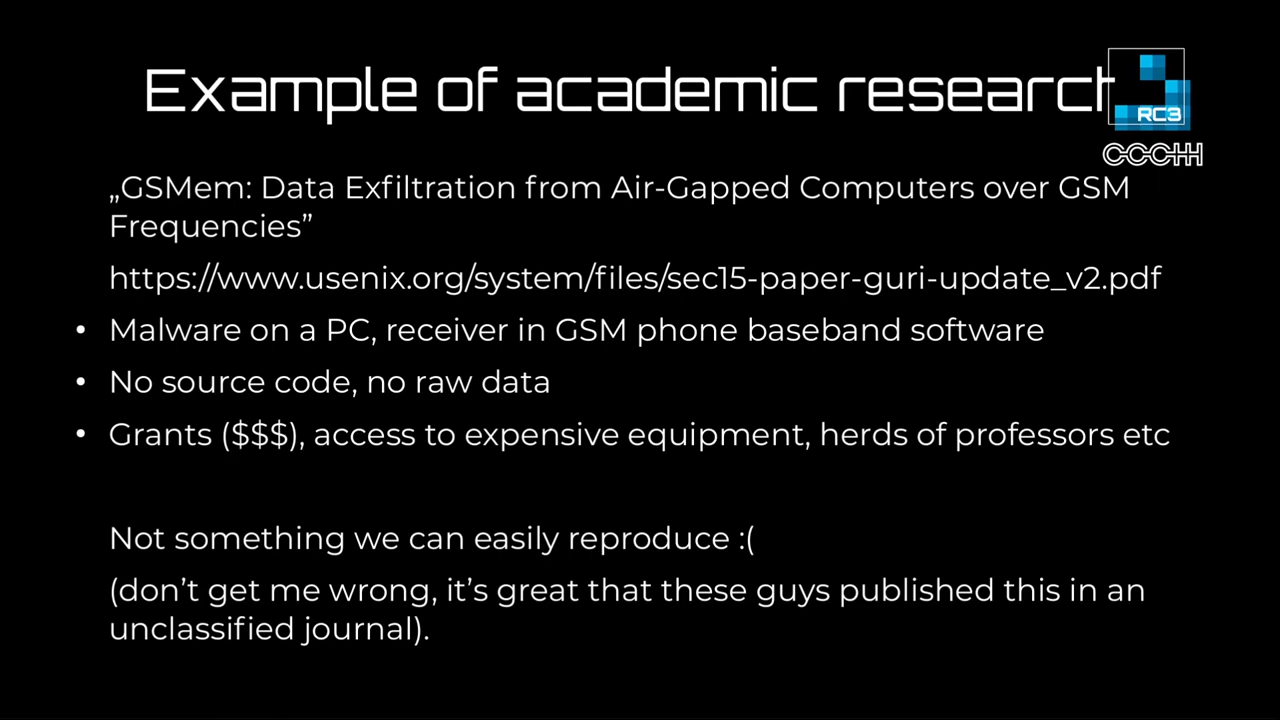 Example of academic research
RC3
CCCHH
„GSMem: Data Exfiltration from Air-Gapped Computers over GSM
Frequencies”
https://www.usenix.org/system/files/sec15-paper-guri-update_v2.pdf
• Malware on a PC, receiver in GSM phone baseband software
• No source code, no raw data
• Grants ($$$), access to expensive equipment, herds of professors etc
Not something we can easily reproduce :(
(don’t get me wrong, it’s great that these guys published this in an
unclassified journal).